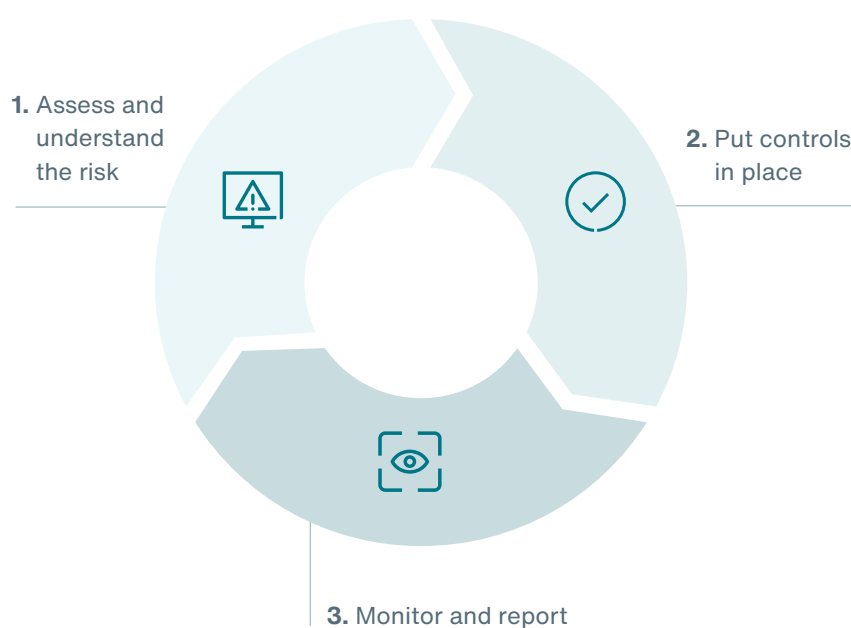 1. Assess and
understand
the risk
2. Put controls
in place
3. Monitor and report